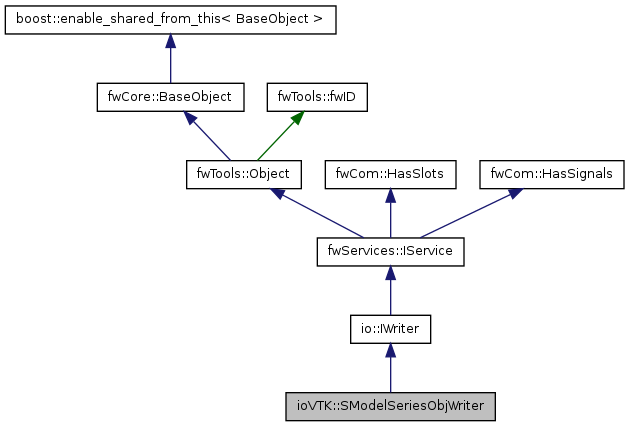 boost::enable_shared_from_this< BaseObject >
fwCore::BaseObject
fwTools::fwID
fwTools::Object
fwCom::HasSlots
fwCom::HasSignals
fwServices::IService
io::IWriter
ioVTK::SModelSeriesObjWriter